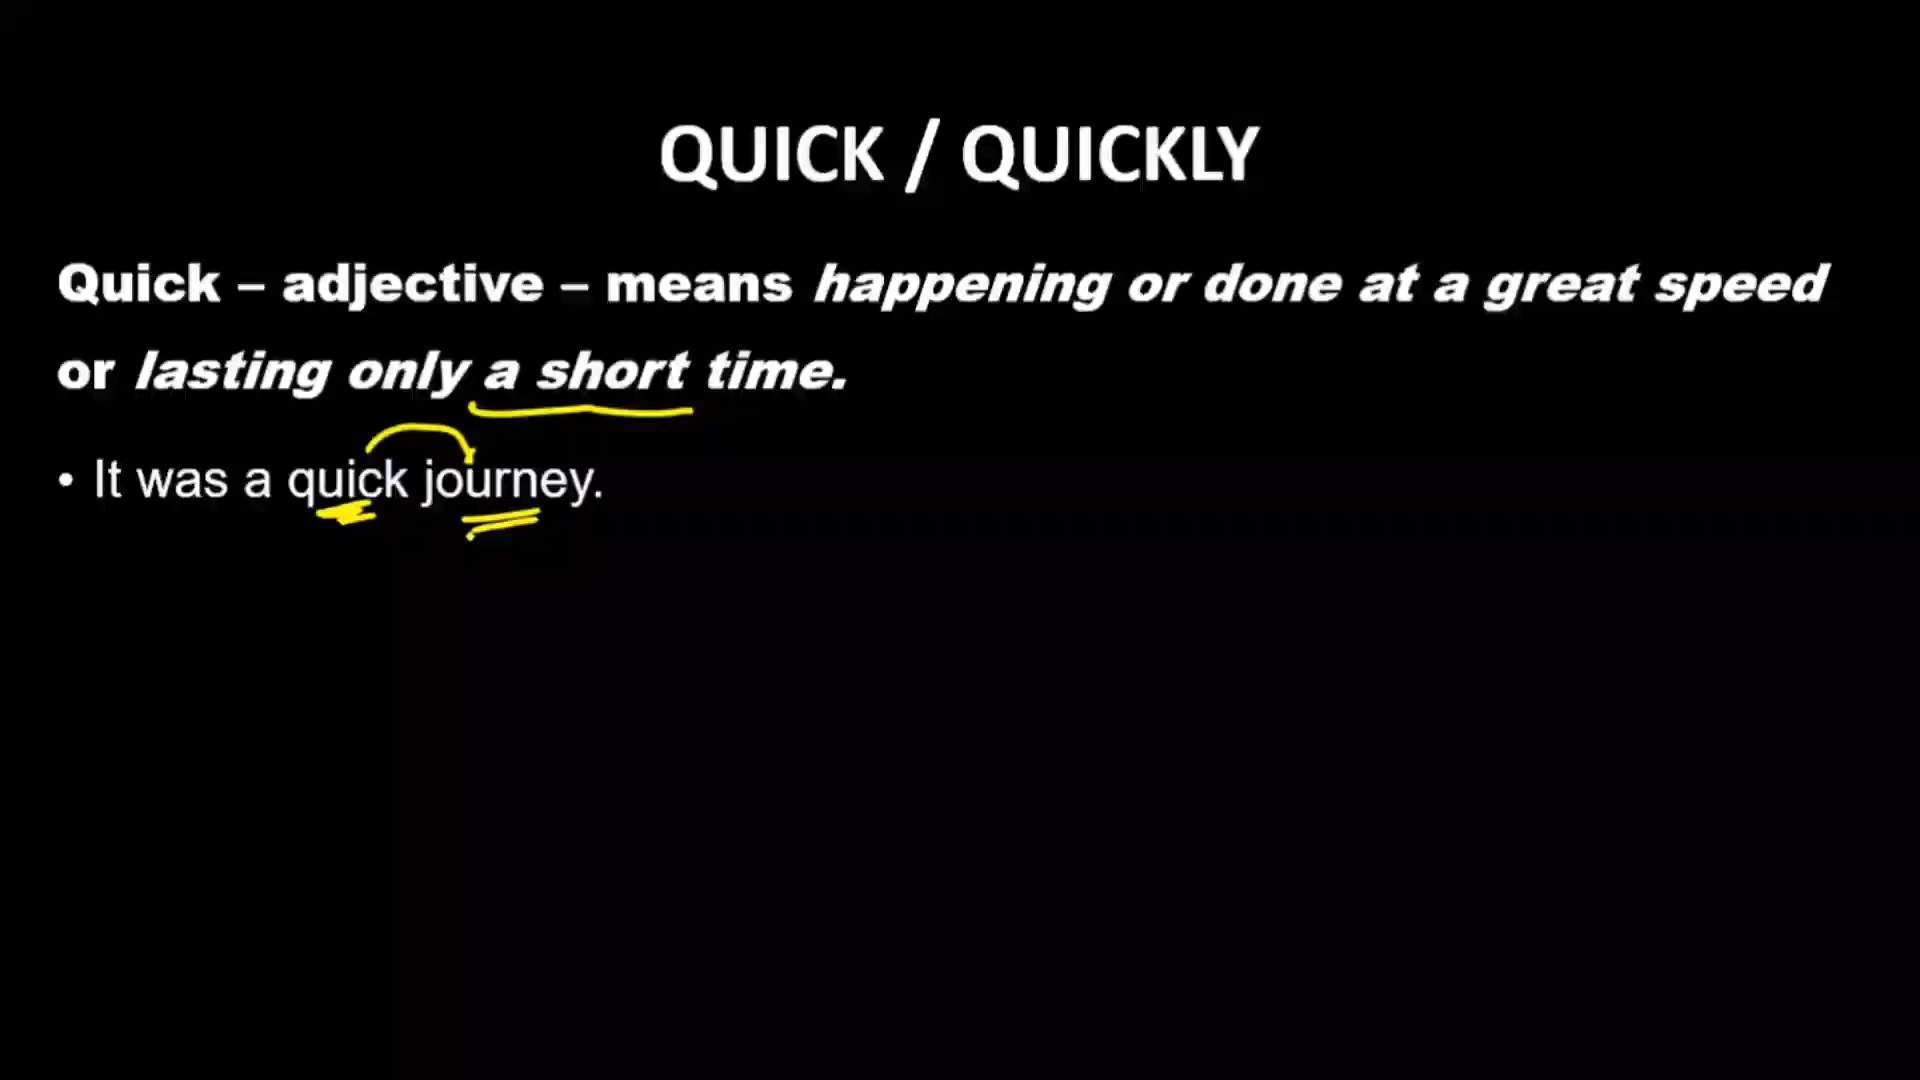 QUICK / QUICKLY
Quick – adjective – means happening or done at a great speed
or lasting only a short time.
• It was a quick journey.